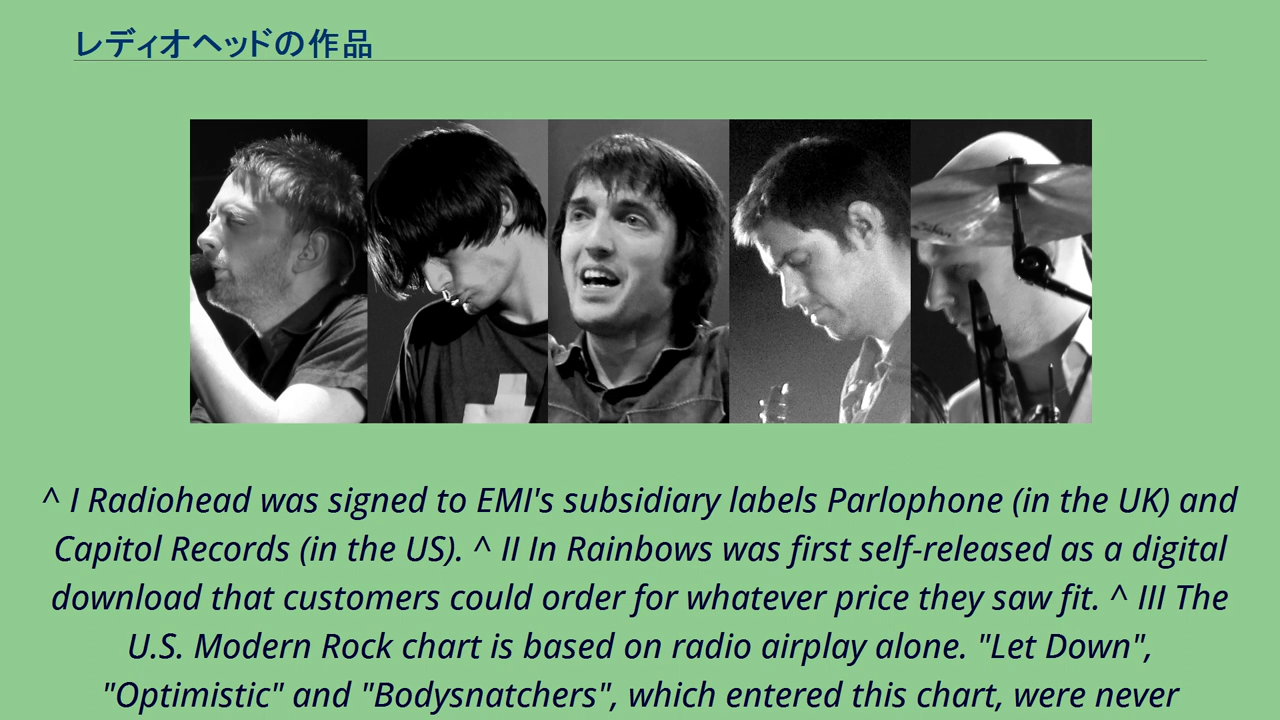 レディオヘッドの作品
^ I Radiohead was signed to EMI's subsidiary labels Parlophone (in the UK) and
Capitol Records (in the US). ^ II In Rainbows was first self-released as a digital
download that customers could order for whatever price they saw fit. ^ III The
U.S. Modern Rock chart is based on radio airplay alone. "Let Down",
"Optimistic" and "Bodysnatchers", which entered this chart, were never